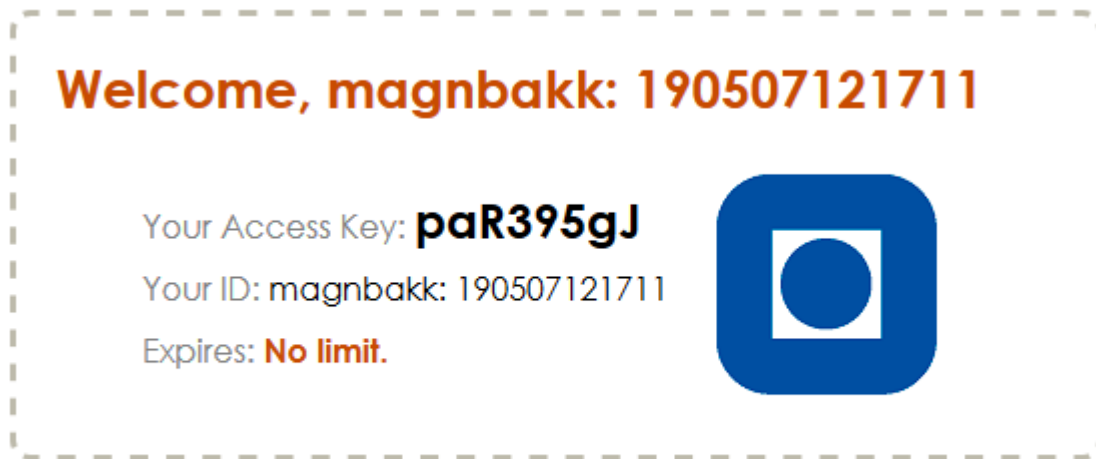 Welcome, magnbakk: 190507121711
Your Access Key: paR395gJ
Your ID: magnbakk: 190507121711
Expires: No limit.